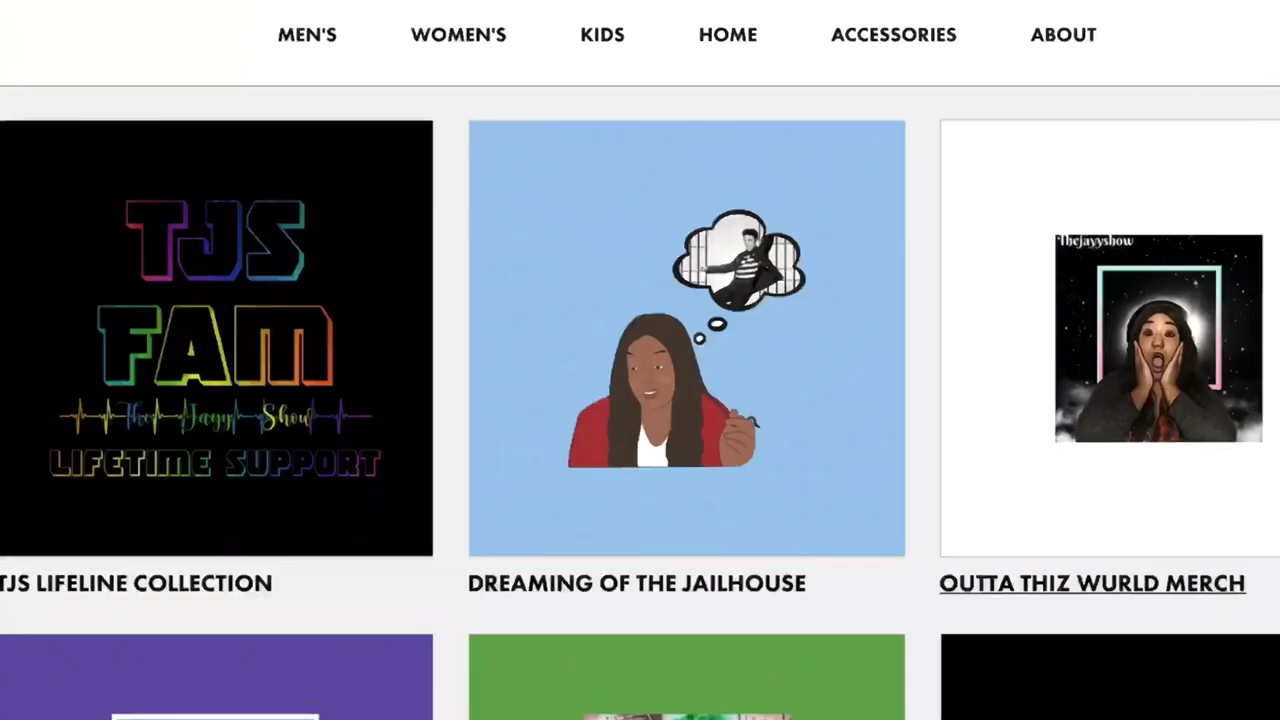 MEN'S WOMEN'S KIDS HOME ACCESSORIES ABOUT
TJS
FAM
The Jayy Show
LIFETIME SUPPORT
Thejayyshow
TJS LIFELINE COLLECTION
DREAMING OF THE JAILHOUSE
OUTTA THIZ WURLD MERCH